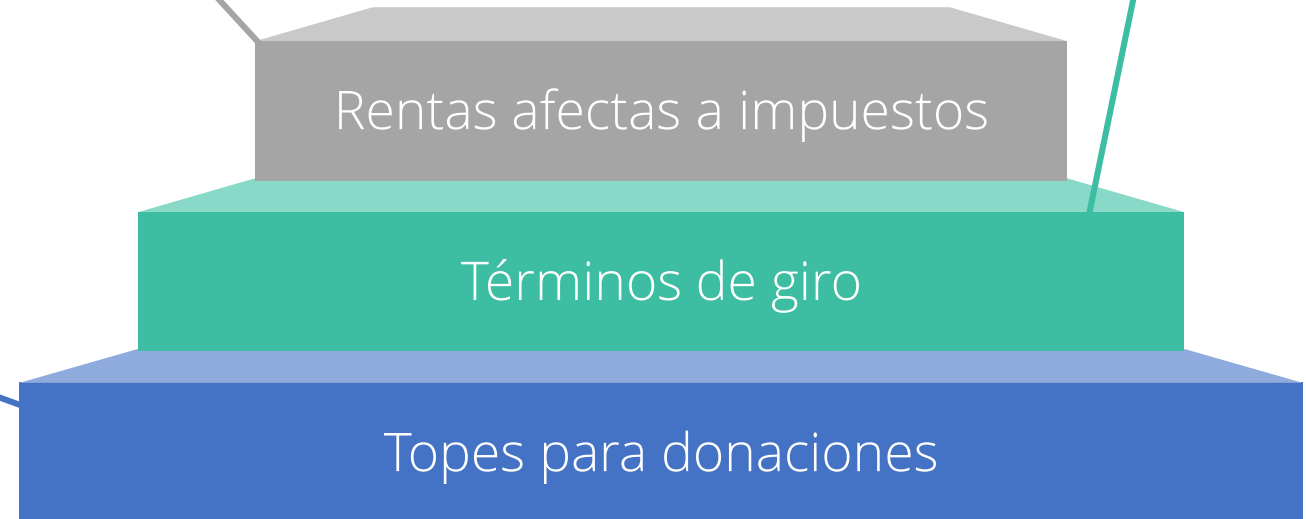 Rentas afectas a impuestos
Términos de giro
Topes para donaciones